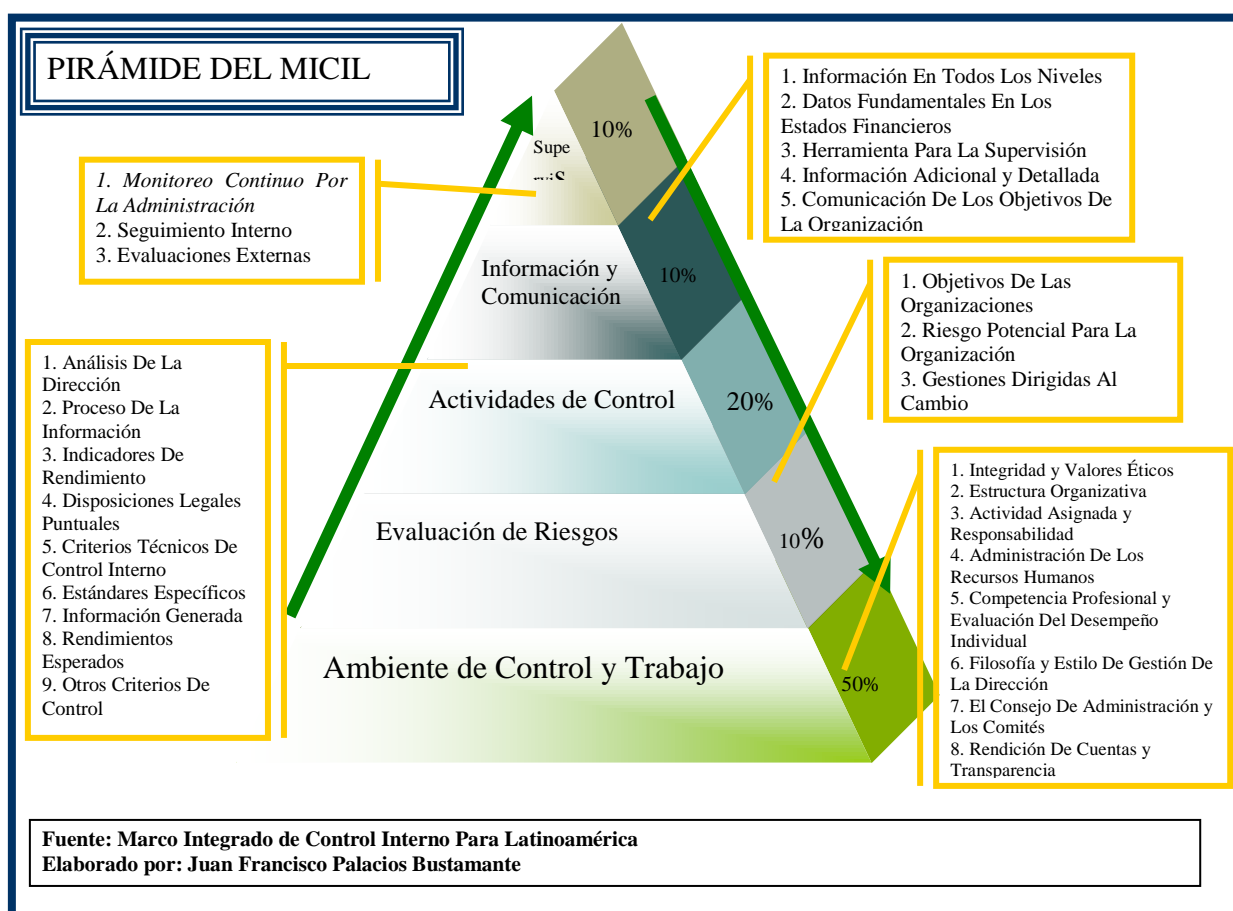 PIRÁMIDE DEL MICIL
1. Información En Todos Los Niveles
2. Datos Fundamentales En Los
Estados Financieros
3. Herramienta Para La Supervisión
4. Información Adicional y Detallada
5. Comunicación De Los Objetivos De
La Organización
10%
Supe
rvis
1. Monitoreo Continuo Por
La Administración
2. Seguimiento Interno
3. Evaluaciones Externas
Información y
Comunicación
10%
1. Objetivos De Las
Organizaciones
2. Riesgo Potencial Para La
Organización
3. Gestiones Dirigidas Al
Cambio
1. Análisis De La
Dirección
2. Proceso De La
Información
3. Indicadores De
Rendimiento
4. Disposiciones Legales
Puntuales
5. Criterios Técnicos De
Control Interno
6. Estándares Específicos
7. Información Generada
8. Rendimientos
Esperados
9. Otros Criterios De
Control
Actividades de Control
20%
Evaluación de Riesgos
10%
1. Integridad y Valores Éticos
2. Estructura Organizativa
3. Actividad Asignada y
Responsabilidad
4. Administración De Los
Recursos Humanos
5. Competencia Profesional y
Evaluación Del Desempeño
Individual
6. Filosofía y Estilo De Gestión De
La Dirección
7. El Consejo De Administración y
Los Comités
8. Rendición De Cuentas y
Transparencia
Ambiente de Control y Trabajo
50%
Fuente: Marco Integrado de Control Interno Para Latinoamérica
Elaborado por: Juan Francisco Palacios Bustamante